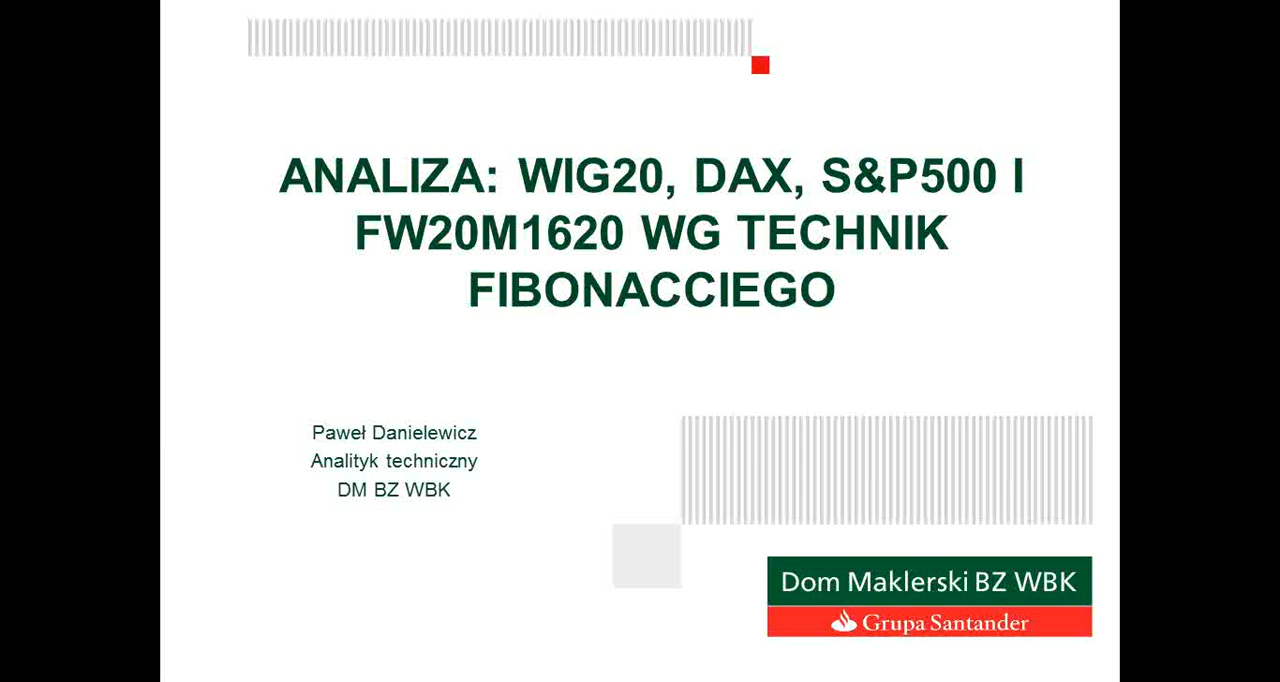 ANALIZA: WIG20, DAX, S&P500 I
FW20M1620 WG TECHNIK
FIBONACCIEGO
Paweł Danielewicz
Analityk techniczny
DM BZ WBK
Dom Maklerski BZ WBK
Grupa Santander